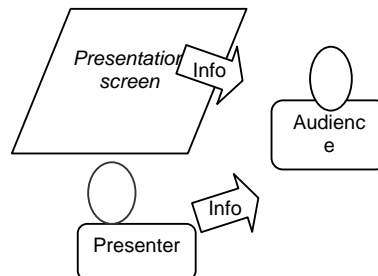 Presentation
screen
Info
Audienc
e
Info
Presenter